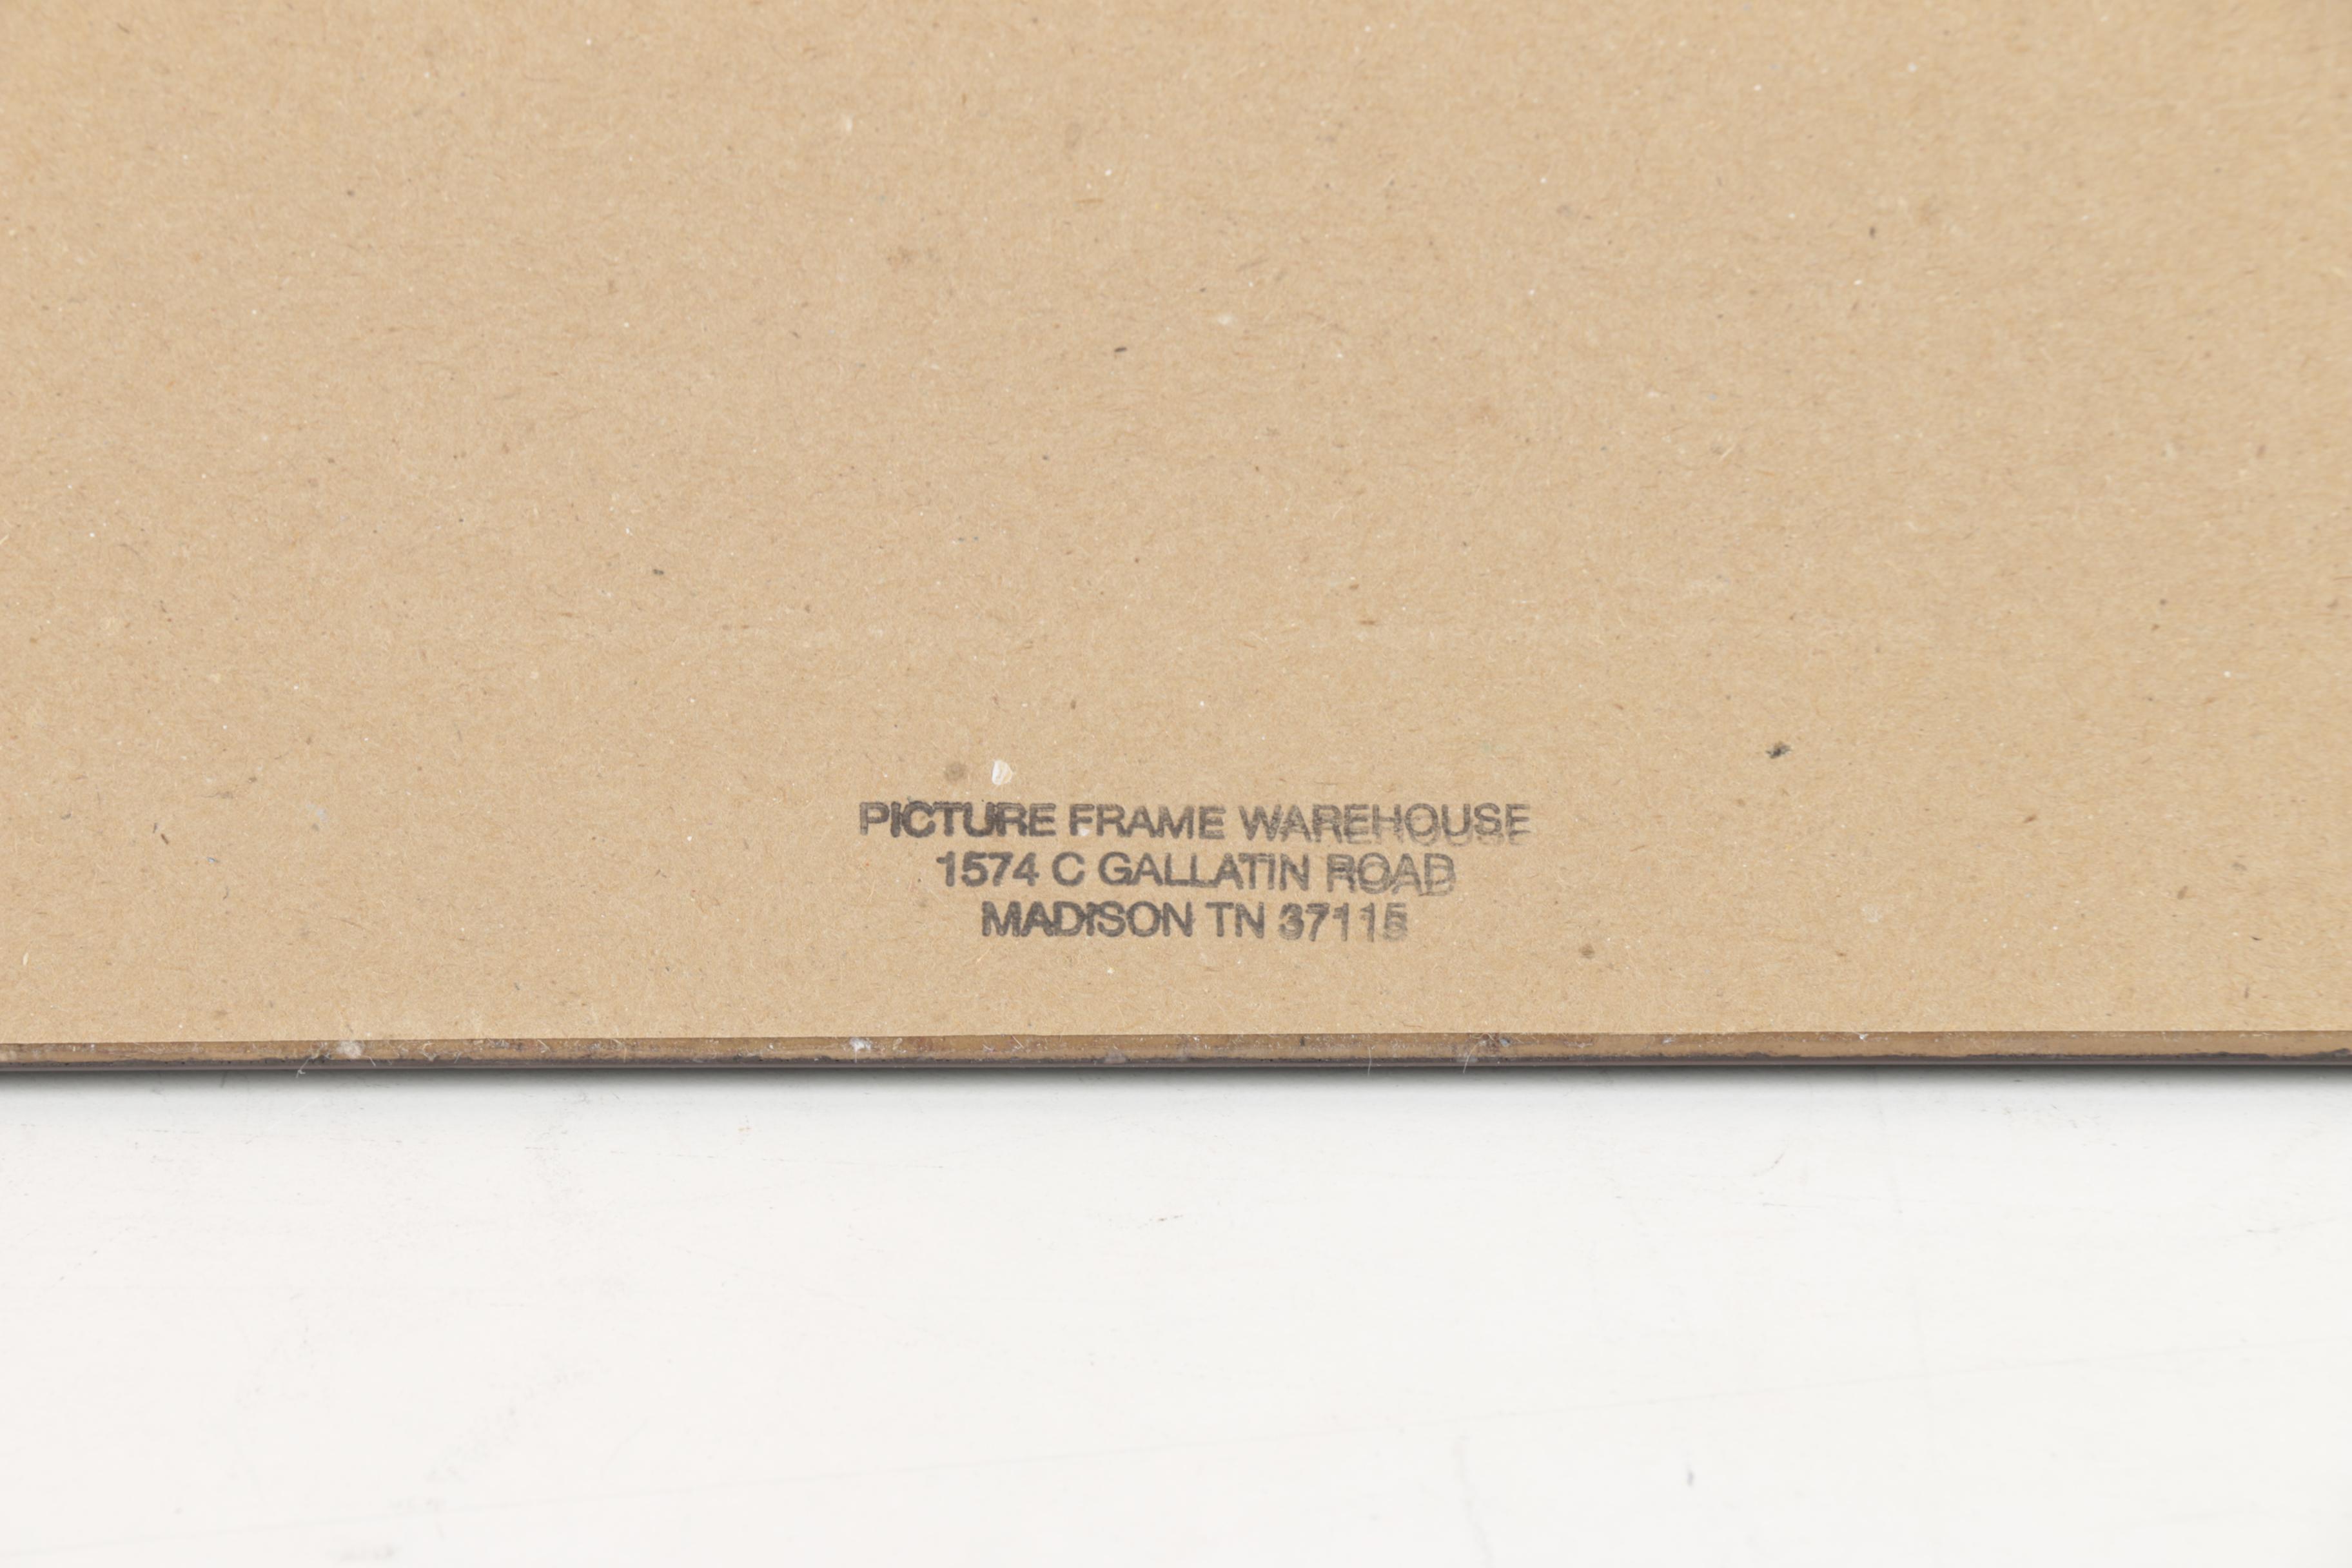 PICTURE FRAME WAREHOUSE
1574 C GALLATIN ROAD
MADISON TN 37115